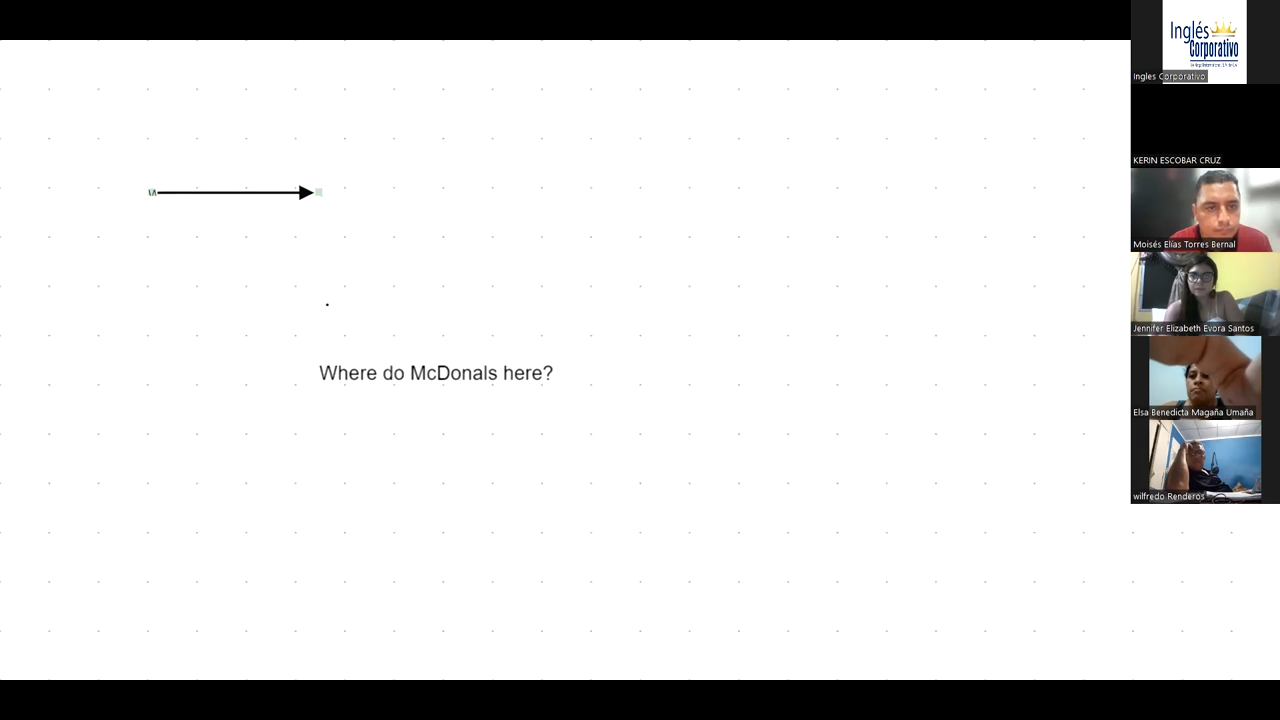 Inglés
Corporativo
Ingles Corporativo
KERIN ESCOBAR CRUZ
Moisés Elías Torres Bernal
Jennifer Elizabeth Evora Santos
Where do McDonals here?
Elsa Benedicta Magaña Umaña
wilfredo Renderos